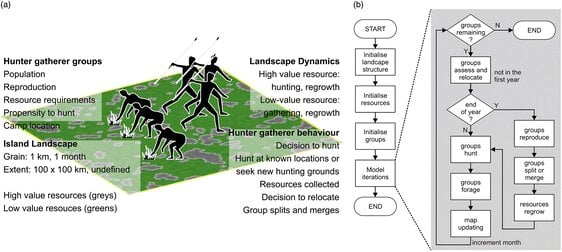 (a)
Hunter gatherer groups
Population
Reproduction
Resource requirements
Propensity to hunt
Camp location
Island Landscape
Grain: 1 km, 1 month
Extent: 100 x 100 km, undefined
High value resource (greys)
Low value resouces (greens)
Landscape Dynamics
High value resource:
hunting, regrowth
Low-value resource:
gathering, regrowth
Hunter gatherer behaviour
Decision to hunt
Hunt at known locations or
seek new hunting grounds
Resources collected
Decision to relocate
Group splits and merges
(b)
START
Initialise
landscape
structure
Initialise
resources
Initialise
groups
Model
iterations
END
groups
remaining
?
N
END
Y
groups
assess and
relocate
not in the
first year
end of
year ?
Y
N
groups
hunt
groups
forage
map
updating
groups
reproduce
groups
split or
merge
resources
regrow
increment month